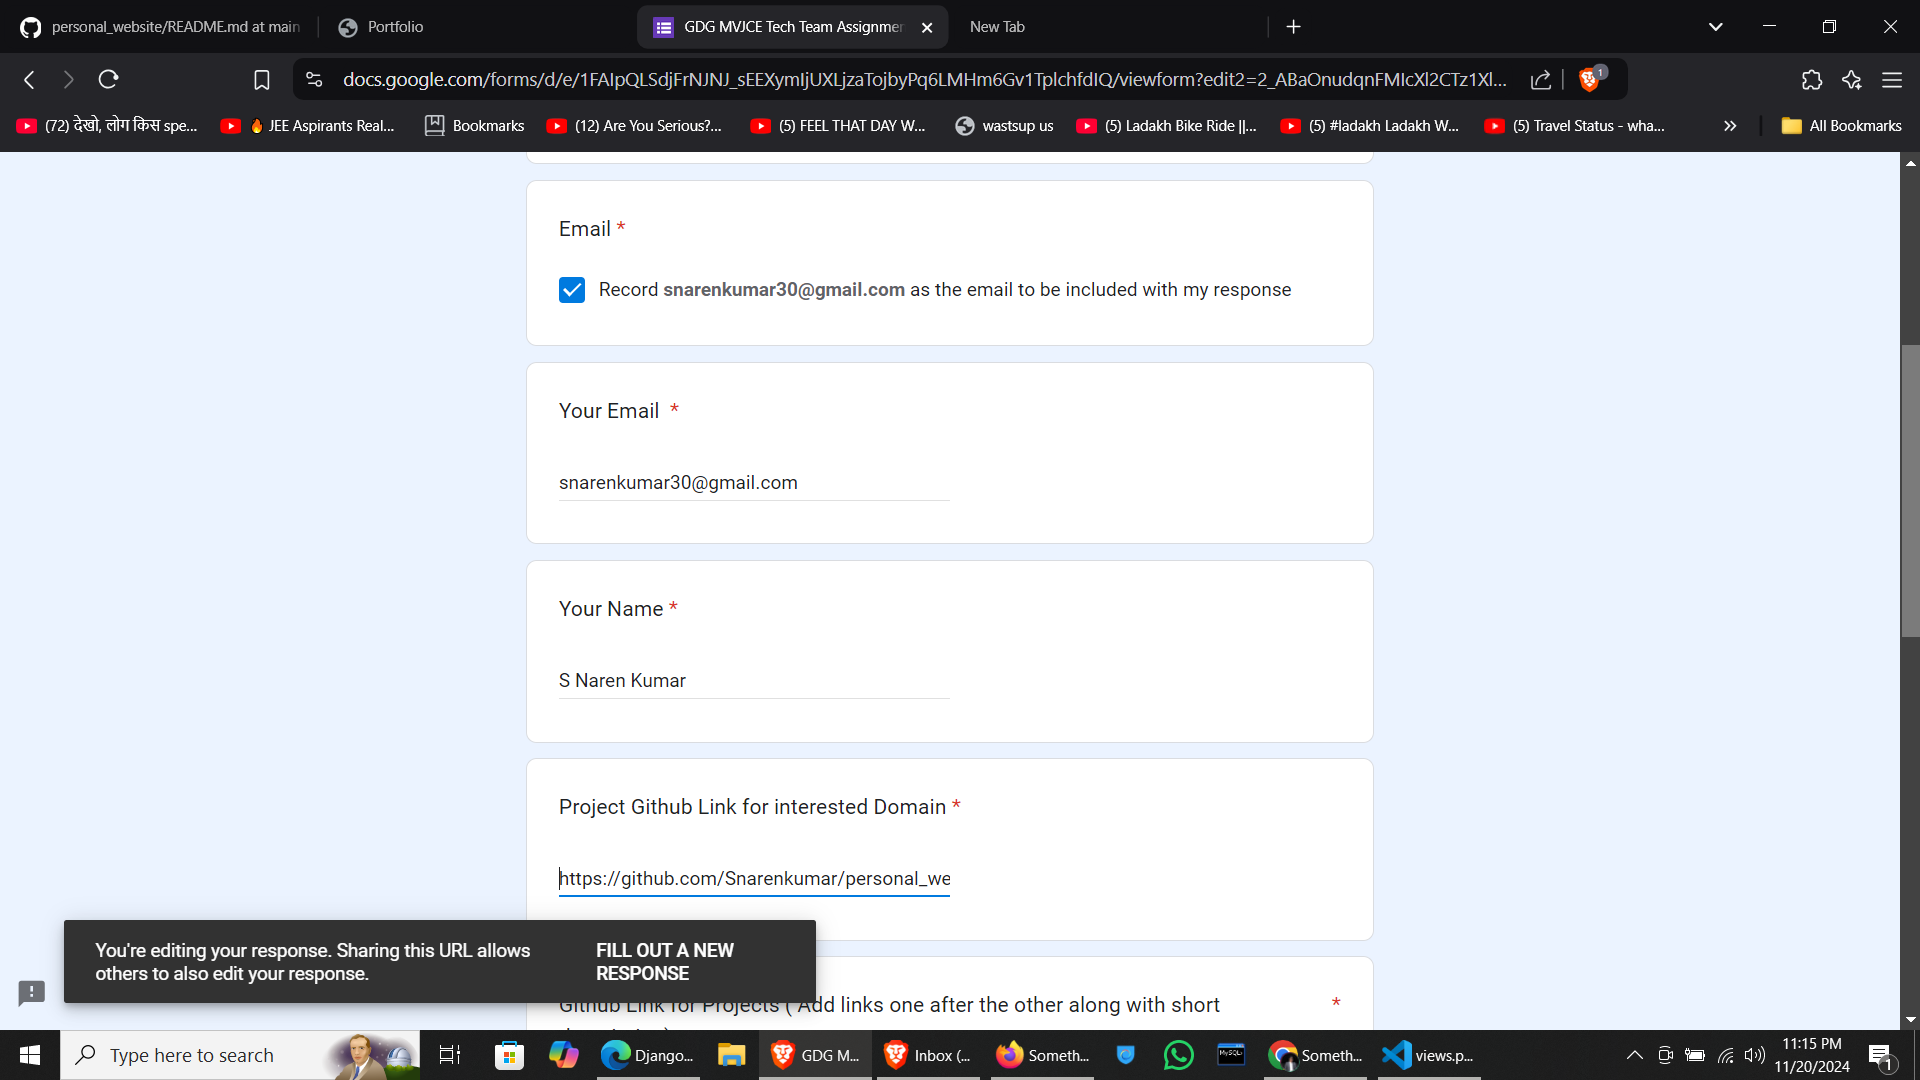 personal_website/README.md at main
Portfolio
GDG MVJCE Tech Team Assignmen
New Tab
docs.google.com/forms/d/e/1FAIpQLSdjFrNJNJ_sEEXymIjUXLjzaTojbyPq6LMHm6Gv1TplchfdIQ/viewform?edit2=2_ABaOnudqnFMIcXl2CTz1Xl...
1
(72) देखो, लोग किस spe...
🔥 JEE Aspirants Real...
Bookmarks
(12) Are You Serious?...
(5) FEEL THAT DAY W...
wastsup us
(5) Ladakh Bike Ride ||...
(5) #ladakh Ladakh W...
(5) Travel Status - wha...
All Bookmarks
Email *
Record snarenkumar30@gmail.com as the email to be included with my response
Your Email *
snarenkumar30@gmail.com
Your Name *
S Naren Kumar
Project Github Link for interested Domain *
https://github.com/Snarenkumar/personal_we
You're editing your response. Sharing this URL allows
others to also edit your response.
FILL OUT A NEW
RESPONSE
Github Link for Projects ( Add links one after the other along with short *
Type here to search
Django...
GDG M...
Inbox (...
Someth...
MySQL
Someth...
views.p...
11:15 PM
11/20/2024
1